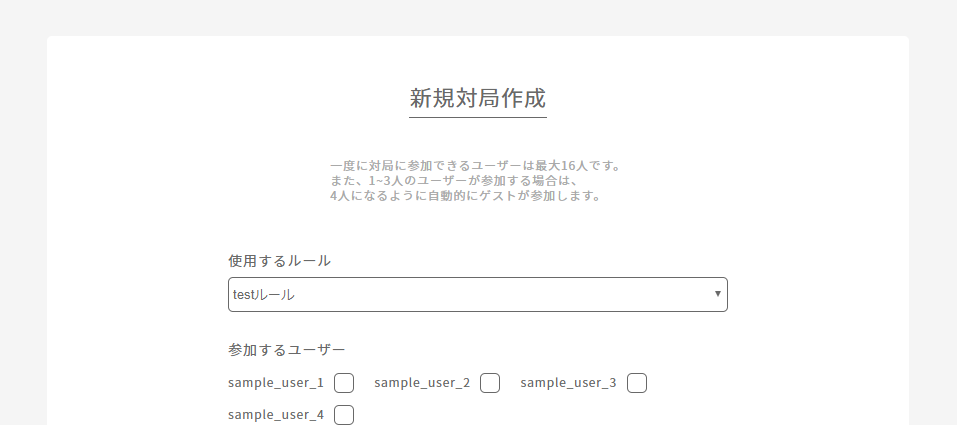 新規対局作成
一度に対局に参加できるユーザーは最大16人です。
また、1~3人のユーザーが参加する場合は、
4人になるように自動的にゲストが参加します。
使用するルール
testルール
参加するユーザー
sample_user_1 sample_user_2 sample_user_3
sample_user_4